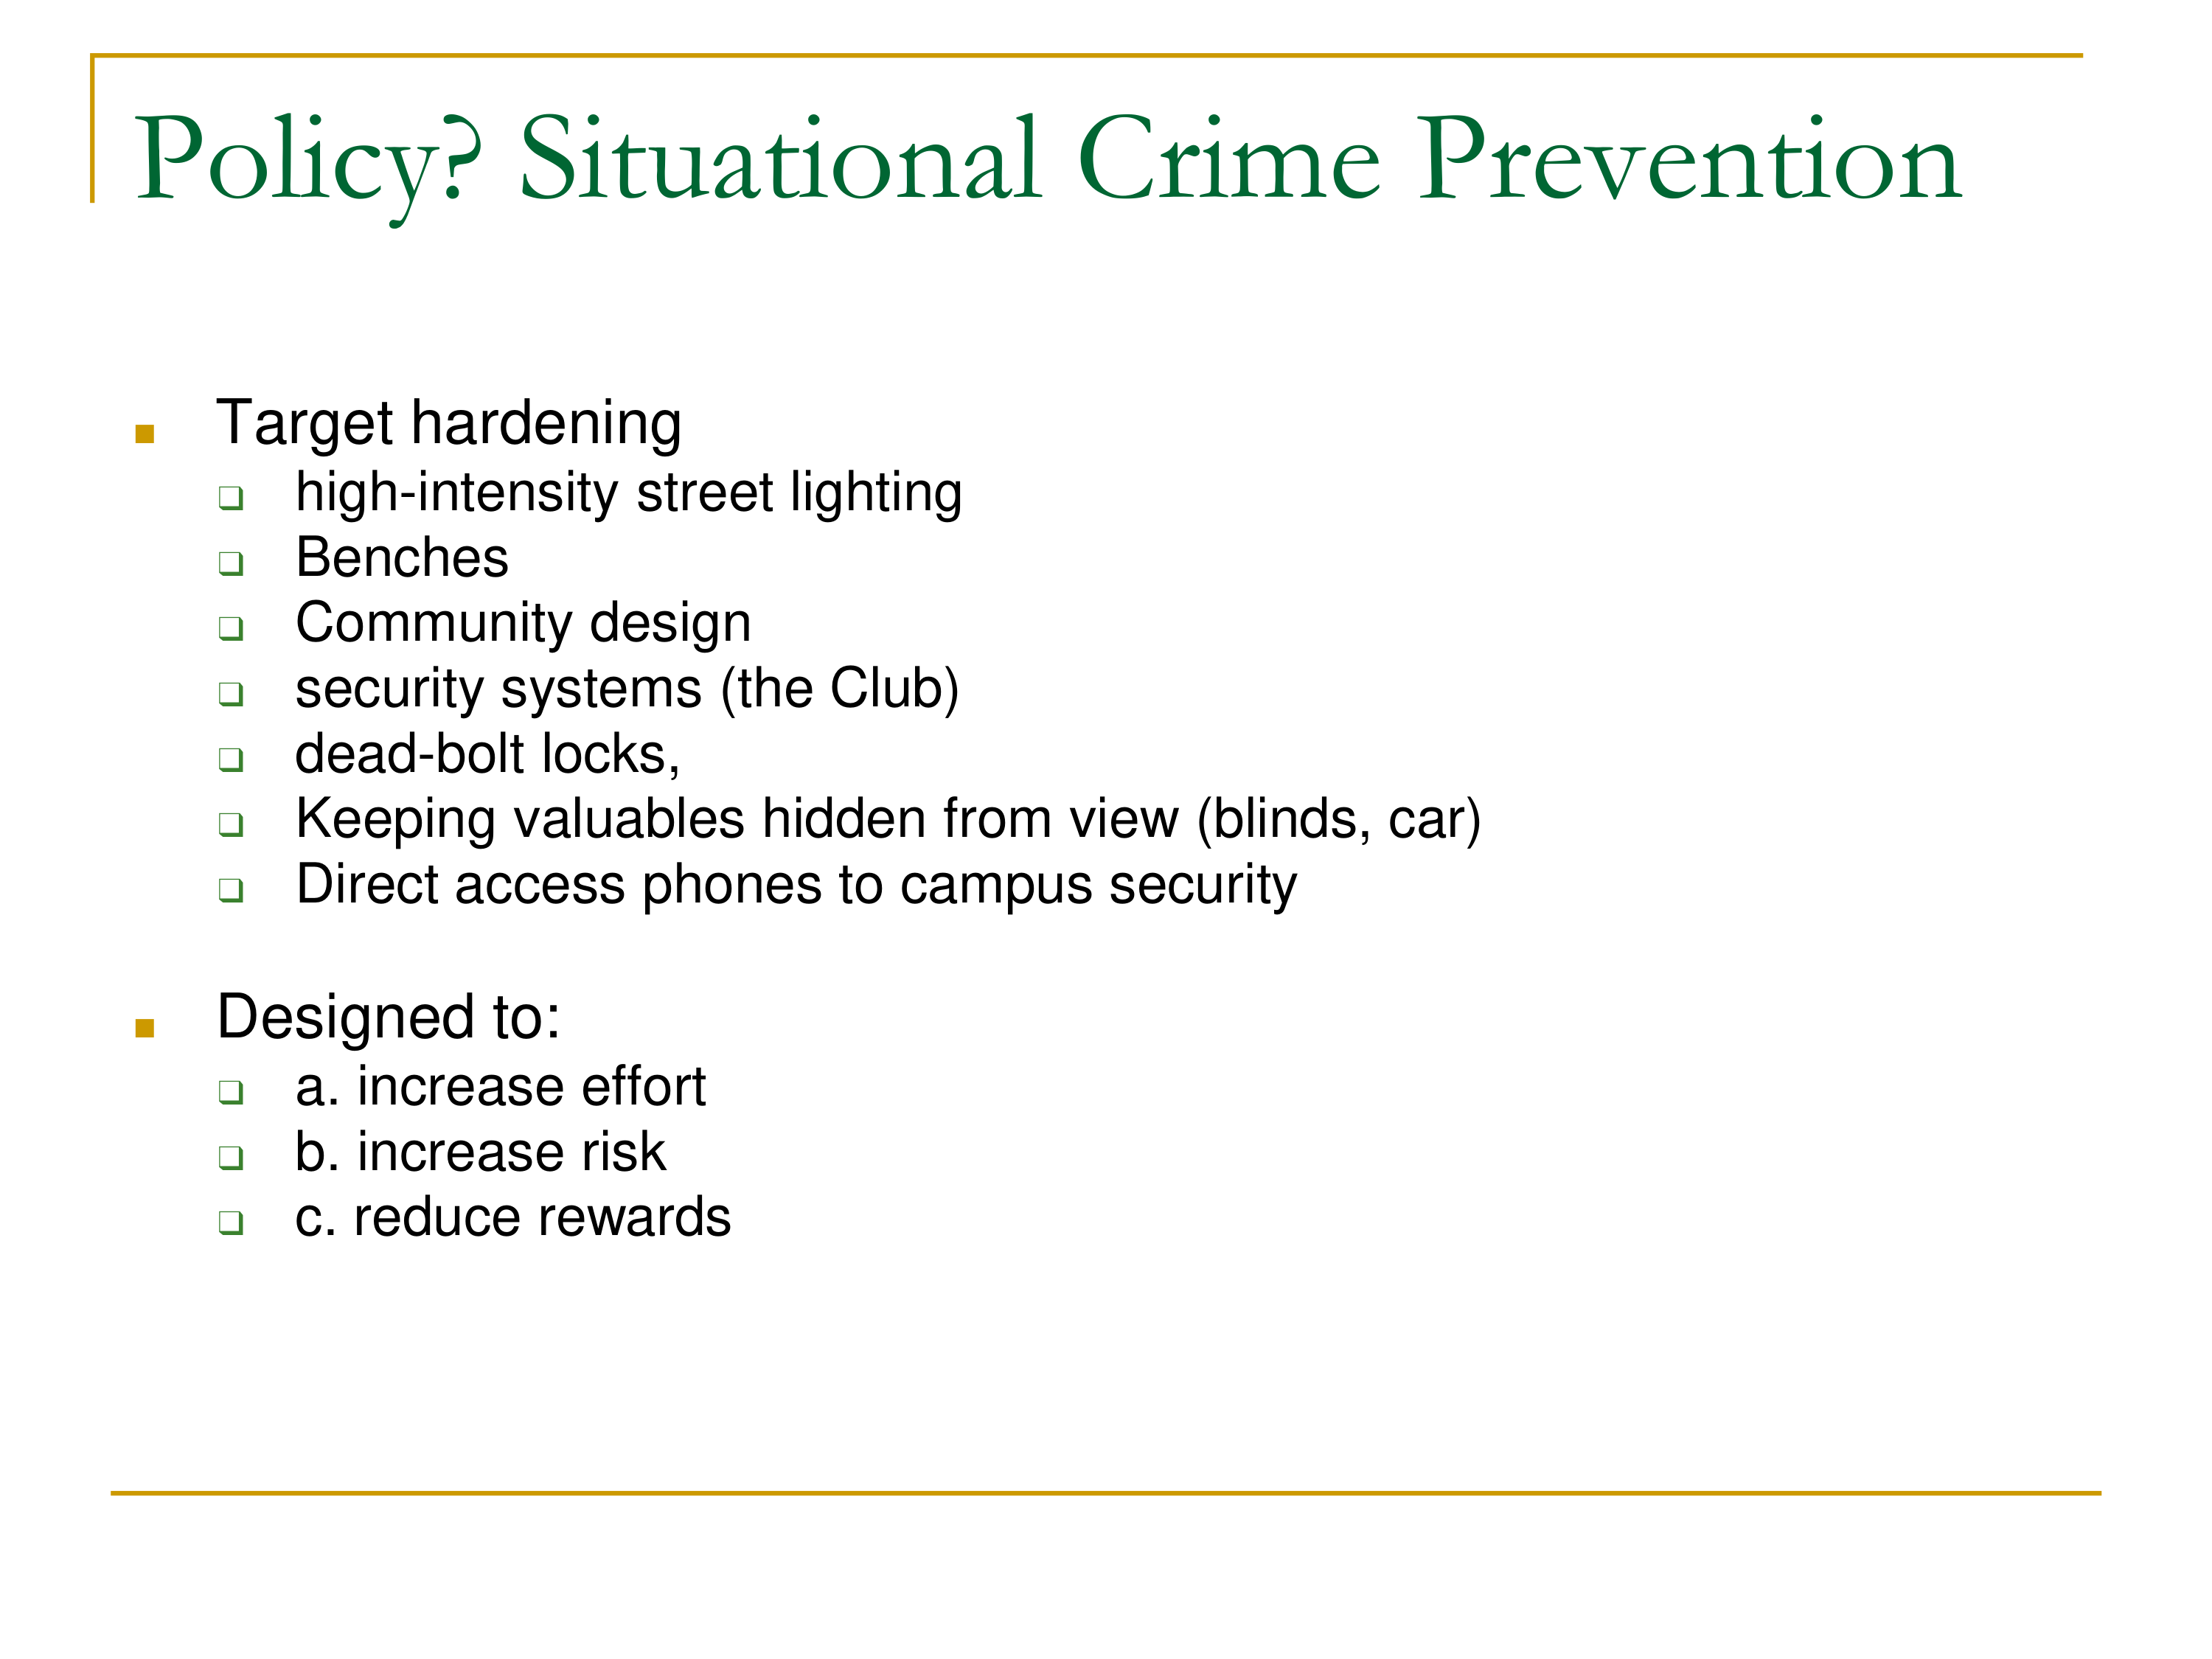 Policy? Situational Crime Prevention
Target hardening
high-intensity street lighting
Benches
Community design
security systems (the Club)
dead-bolt locks,
Keeping valuables hidden from view (blinds, car)
Direct access phones to campus security
Designed to:
a. increase effort
b. increase risk
c. reduce rewards